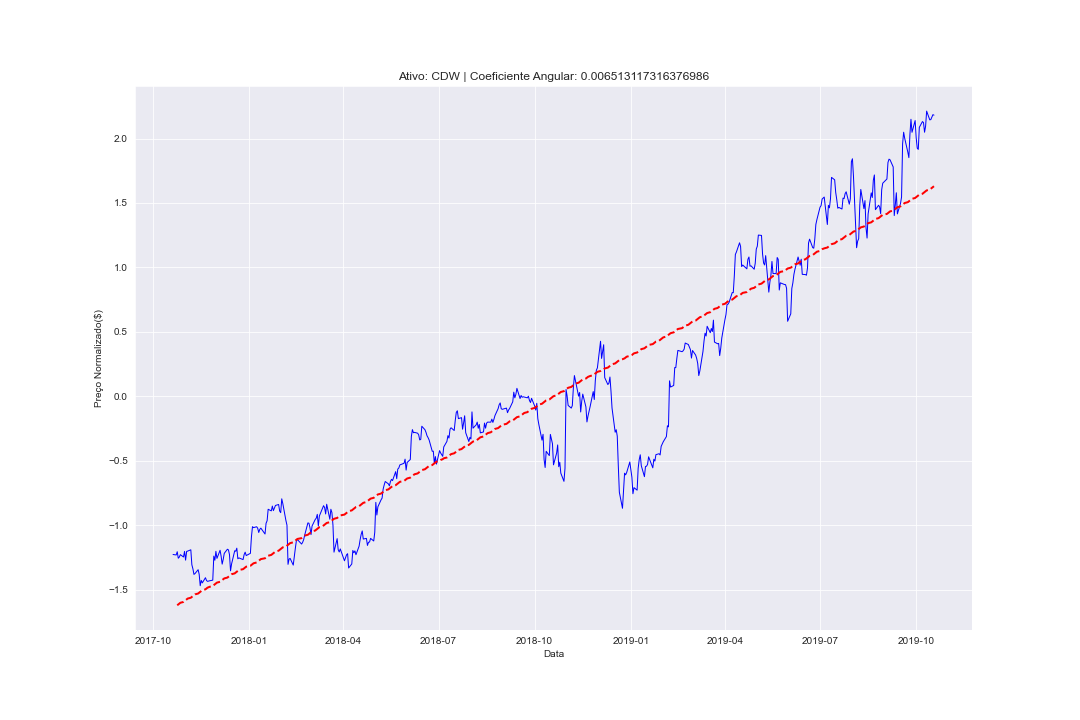 Ativo: CDW | Coeficiente Angular: 0.006513117316376986
Preço Normalizado($)
2.0
1.5
1.0
0.5
0.0
−0.5
−1.0
−1.5
2017-10 2018-01 2018-04 2018-07 2018-10 2019-01 2019-04 2019-07 2019-10
Data